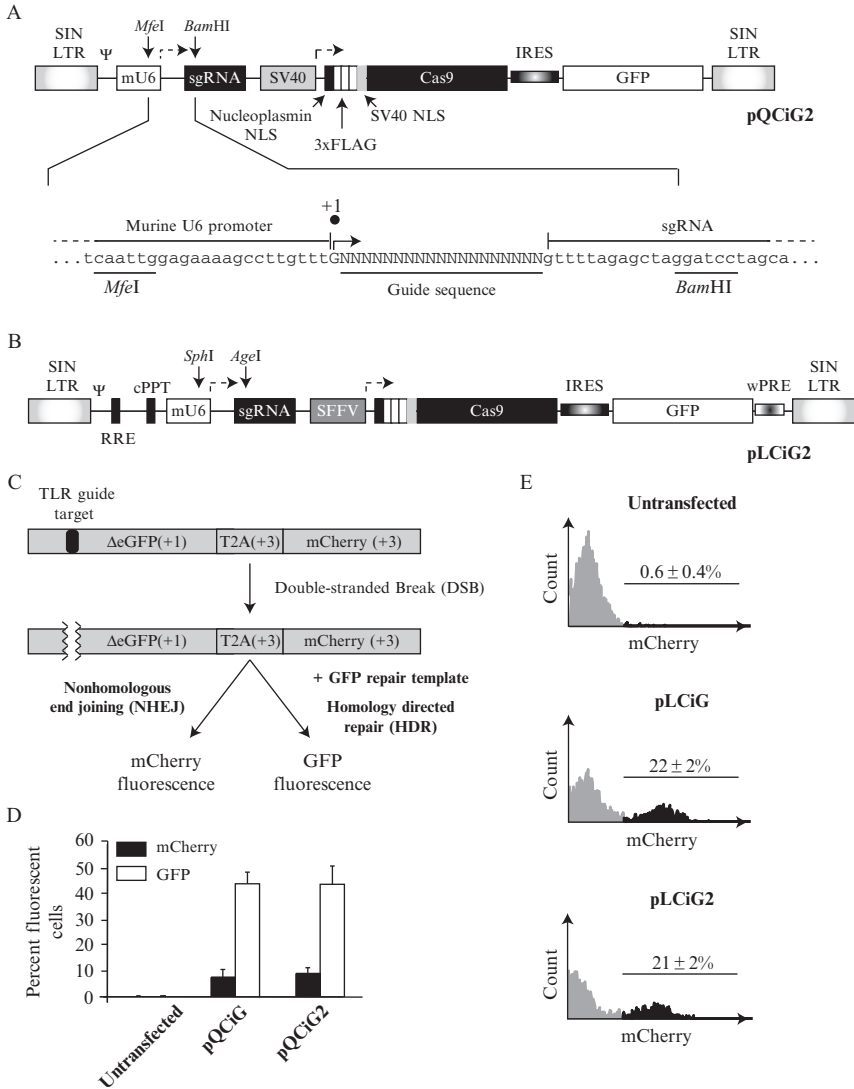 A
SIN
LTR
Ψ
MfeI
BamHI
mU6
sgRNA
SV40
Cas9
IRES
GFP
SIN
LTR
Nucleoplasmin
NLS
3xFLAG
SV40 NLS
pQCiG2
+1
Murine U6 promoter
sgRNA
...tcaattggagaaaagccttgtttGNNNNNNNNNNNNNNNNNNNgttttagagctaggatcctagca...
MfeI
Guide sequence
BamHI
B
SIN
LTR
Ψ
cPPT
SphI
AgeI
RRE
mU6
sgRNA
SFFV
Cas9
IRES
GFP
wPRE
SIN
LTR
pLCiG2
C
TLR guide
target
ΔeGFP(+1)
T2A(+3)
mCherry (+3)
Double-stranded Break (DSB)
ΔeGFP(+1)
T2A(+3)
mCherry (+3)
Nonhomologous
end joining (NHEJ)
+ GFP repair template
Homology directed
repair (HDR)
mCherry
fluorescence
GFP
fluorescence
D
Percent fluorescent
cells
60
50
40
30
20
10
0
mCherry
GFP
Untransfected
pQCiG
pQCiG2
E
Untransfected
Count
0.6 ± 0.4%
mCherry
pLCiG
Count
22 ± 2%
mCherry
pLCiG2
Count
21 ± 2%
mCherry